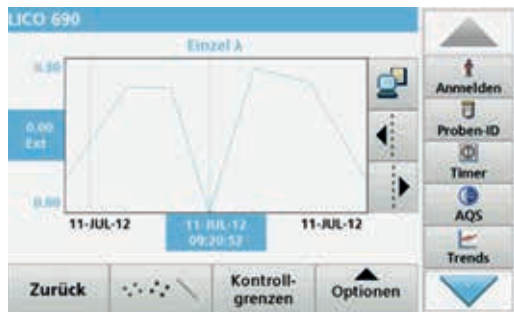 LICO 690
Einzel λ
0.00
Ext
0.00
11-JUL-12
11-JUL-12
09:20:52
11-JUL-12
Zurück
Kontroll-
grenzen
Optionen
Anmelden
Proben-ID
Timer
AQS
Trends